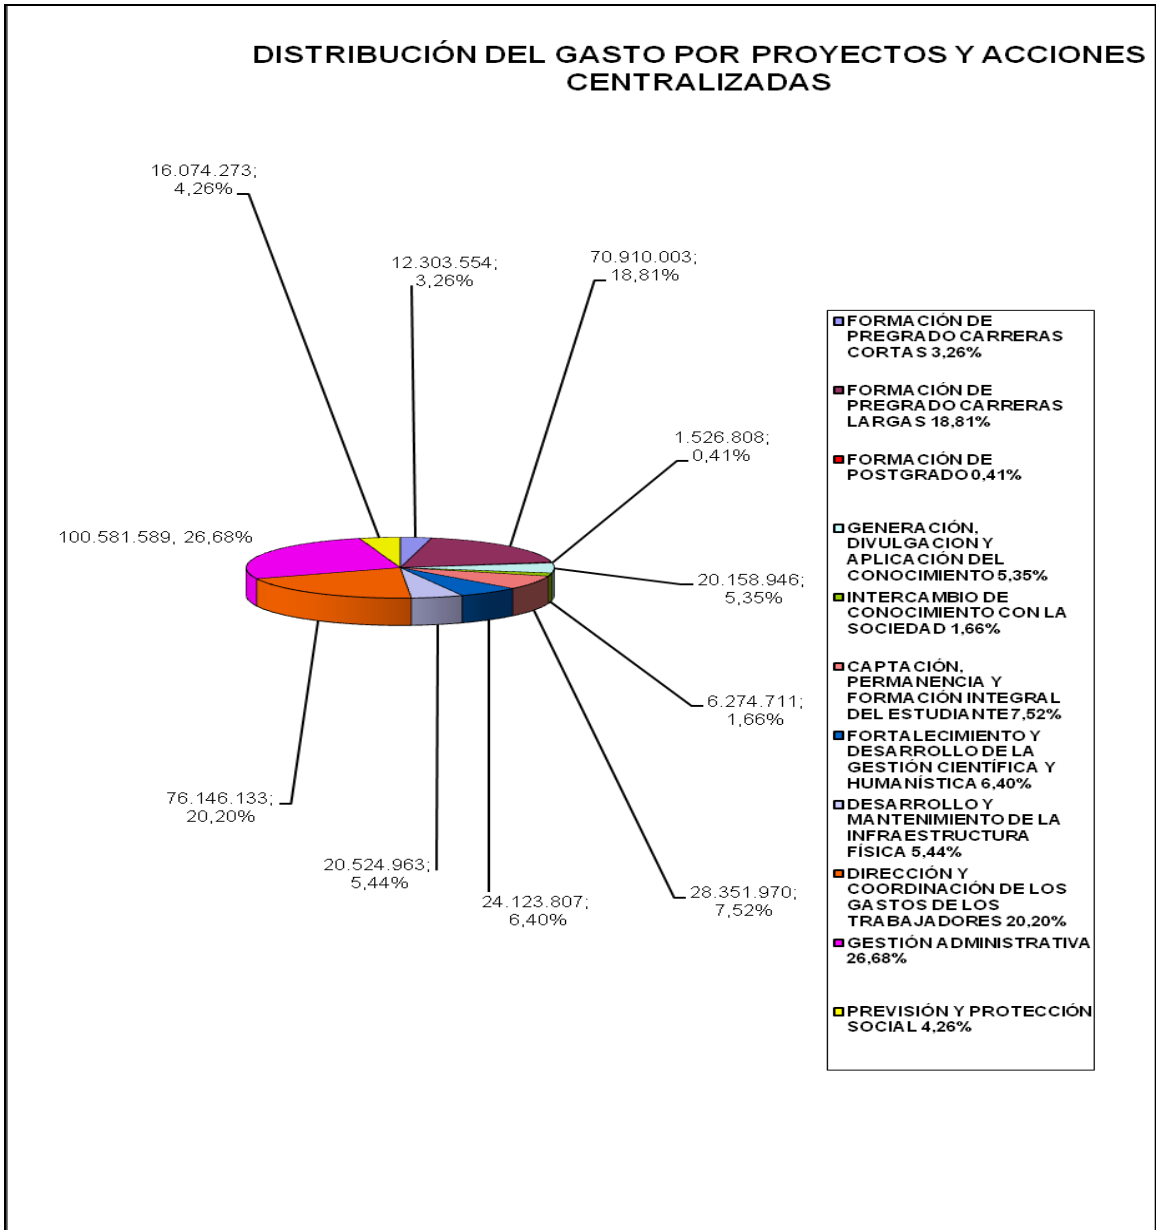 DISTRIBUCIÓN DEL GASTO POR PROYECTOS Y ACCIONES
CENTRALIZADAS
16.074.273;
4,26%
12.303.554;
3,26%
70.910.003;
18,81%
1.526.808;
0,41%
100.581.589, 26,68%
20.158.946;
5,35%
6.274.711;
1,66%
76.146.133;
20,20%
20.524.963;
5,44%
24.123.807;
6,40%
28.351.970;
7,52%
FORMACIÓN DE
PREGRADO CARRERAS
CORTAS 3,26%
FORMACIÓN DE
PREGRADO CARRERAS
LARGAS 18,81%
FORMACIÓN DE
POSTGRADO 0,41%
GENERACIÓN,
DIVULGACIÓN Y
APLICACIÓN DEL
CONOCIMIENTO 5,35%
INTERCAMBIO DE
CONOCIMIENTO CON LA
SOCIEDAD 1,66%
CAPTACIÓN,
PERMANENCIA Y
FORMACIÓN INTEGRAL
DEL ESTUDIANTE 7,52%
FORTALECIMIENTO Y
DESARROLLO DE LA
GESTIÓN CIENTÍFICA Y
HUMANÍSTICA 6,40%
DESARROLLO Y
MANTENIMIENTO DE LA
INFRAESTRUCTURA
FÍSICA 5,44%
DIRECCIÓN Y
COORDINACIÓN DE LOS
GASTOS DE LOS
TRABAJADORES 20,20%
GESTIÓN ADMINISTRATIVA
26,68%
PREVISIÓN Y PROTECCIÓN
SOCIAL 4,26%